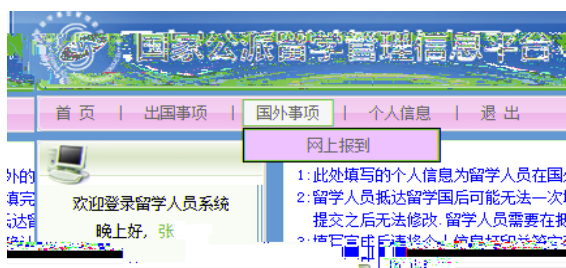 国家公派留学管理信息平台
首 页 | 出国事项 | 国外事项 | 个人信息 | 退 出
网上报到
欢迎登录留学人员系统
晚上好，张
1:此处填写的个人信息为留学人员在国
2:留学人员抵达留学国后可能无法一次
提交之后无法修改.留学人员需要在抵
外的
填完